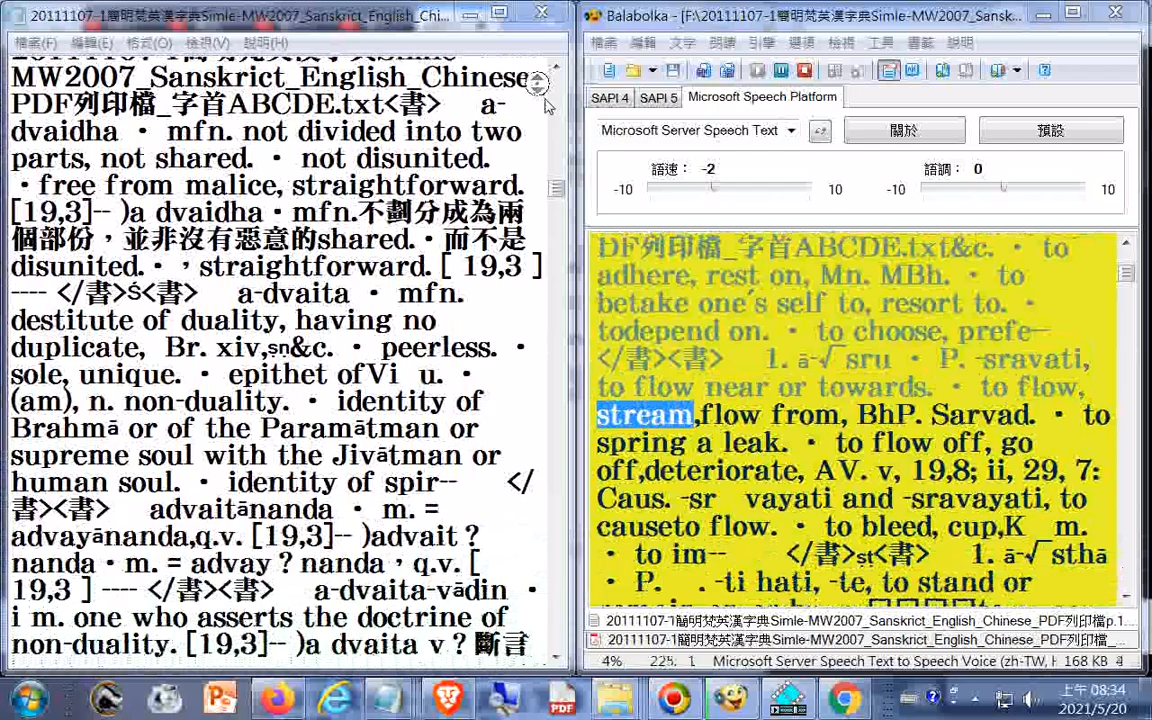 20111107-1簡明梵英漢字典Simle-MW2007_Sanskrict_English_Chi...
檔案(F) 編輯(E) 格式(O) 檢視(V) 說明(H)
MW2007_Sanskrict_English_Chinese
PDF列印檔_字首ABCDE.txt<書> a-
dvaidha · mfn. not divided into two
parts, not shared. · not disunited.
· free from malice, straightforward.
[19,3]-- )a dvaidha · mfn.不劃分成為兩
個部份，並非沒有惡意的shared. · 而不是
disunited. · ，straightforward. [ 19,3 ]
---- </書>Ś<書> a-dvaita · mfn.
destitute of duality, having no
duplicate, Br. xiv,ṣṇ&c. · peerless. ·
sole, unique. · epithet ofVi u. ·
(am), n. non-duality. · identity of
Brahmā or of the Paramātman or
supreme soul with the Jivātman or
human soul. · identity of spir-- </
書><書> advaitānanda · m. =
advayānanda,q.v. [19,3]-- )advait ?
nanda · m. = advay ? nanda，q.v. [
19,3 ] ---- </書><書> a-dvaita-vādin ·
i m. one who asserts the doctrine of
non-duality. [19,3]-- )a dvaita v ? 斷言
Balabolka - [F:\20111107-1簡明梵英漢字典Simle-MW2007_Sansk...
檔案 編輯 文字 朗讀 引擎 選項 檢視 工具 書籤 說明
SAPI 4 SAPI 5 Microsoft Speech Platform
Microsoft Server Speech Text 關於 預設
語速： -2 語調： 0
-10 10 -10 10
DF列印檔_字首ABCDE.txt&c. · to
adhere, rest on, Mn. MBh. · to
betake one's self to, resort to. ·
todepend on. · to choose, prefe--
</書><書> 1. ā-√sru · P. -sravati,
to flow near or towards. · to flow,
stream,flow from, BhP. Sarvad. · to
spring a leak. · to flow off, go
off,deteriorate, AV. v, 19,8; ii, 29, 7:
Caus. -sr vayati and -sravayati, to
causeto flow. · to bleed, cup,K m.
· to im-- </書>ṣṭ<書> 1. ā-√sthā
· P. . -ti hati, -te, to stand or
20111107-1簡明梵英漢字典Simle-MW2007_Sanskrict_English_Chinese_PDF列印檔p.1...
20111107-1簡明梵英漢字典Simle-MW2007_Sanskrict_English_Chinese_PDF列印檔_...
4% 225: 1 Microsoft Server Speech Text to Speech Voice (zh-TW, H 168 KB 4
上午 08:34
2021/5/20